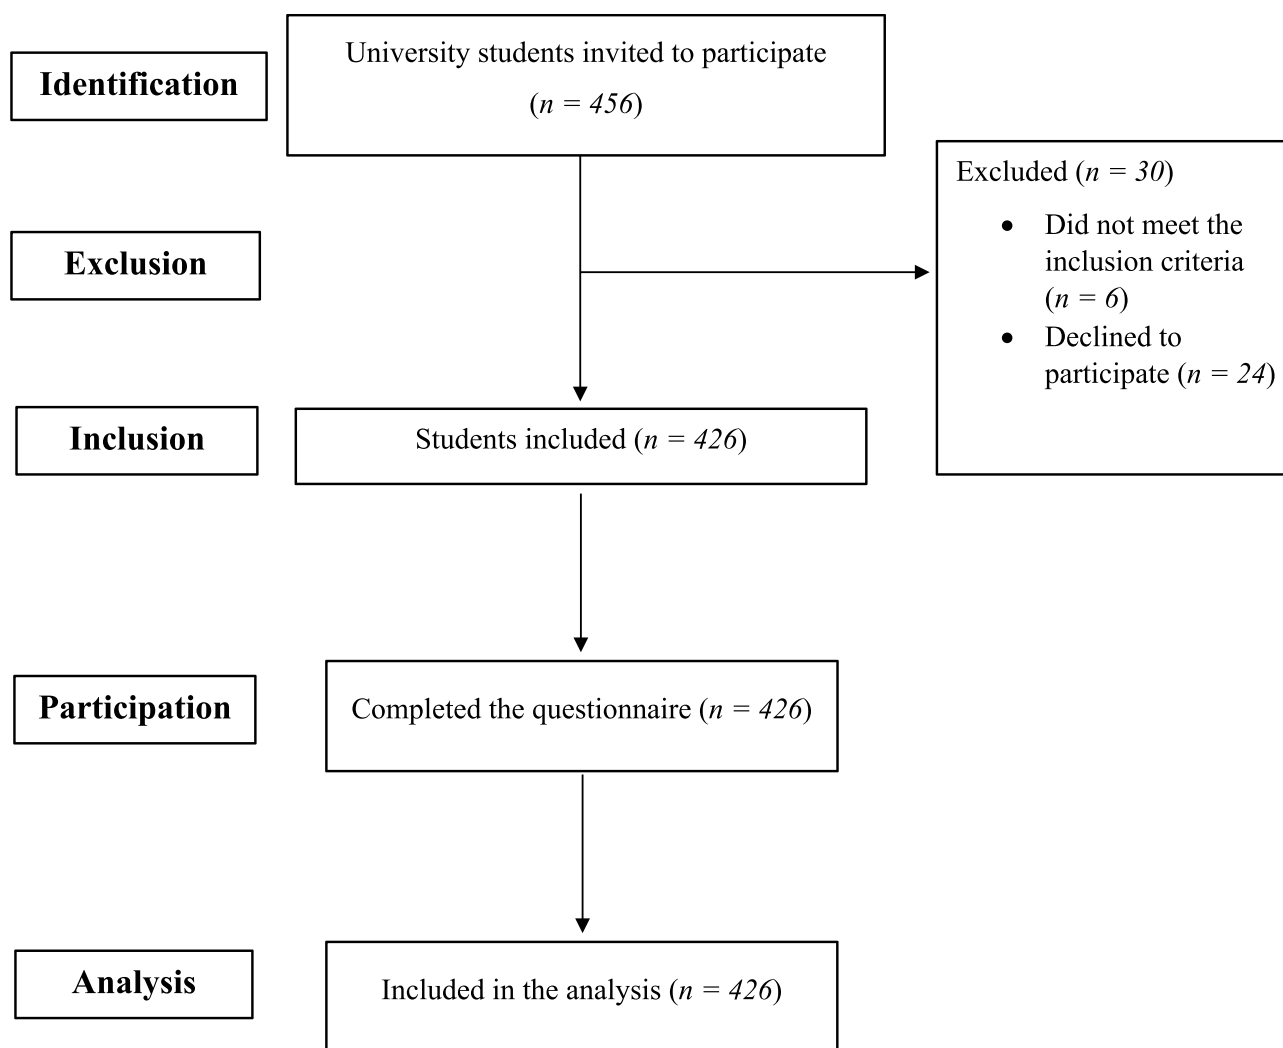 Identification
University students invited to participate
(n = 456)
Excluded (n = 30)
• Did not meet the
inclusion criteria
(n = 6)
• Declined to
participate (n = 24)
Exclusion
Inclusion
Students included (n = 426)
Participation
Completed the questionnaire (n = 426)
Analysis
Included in the analysis (n = 426)